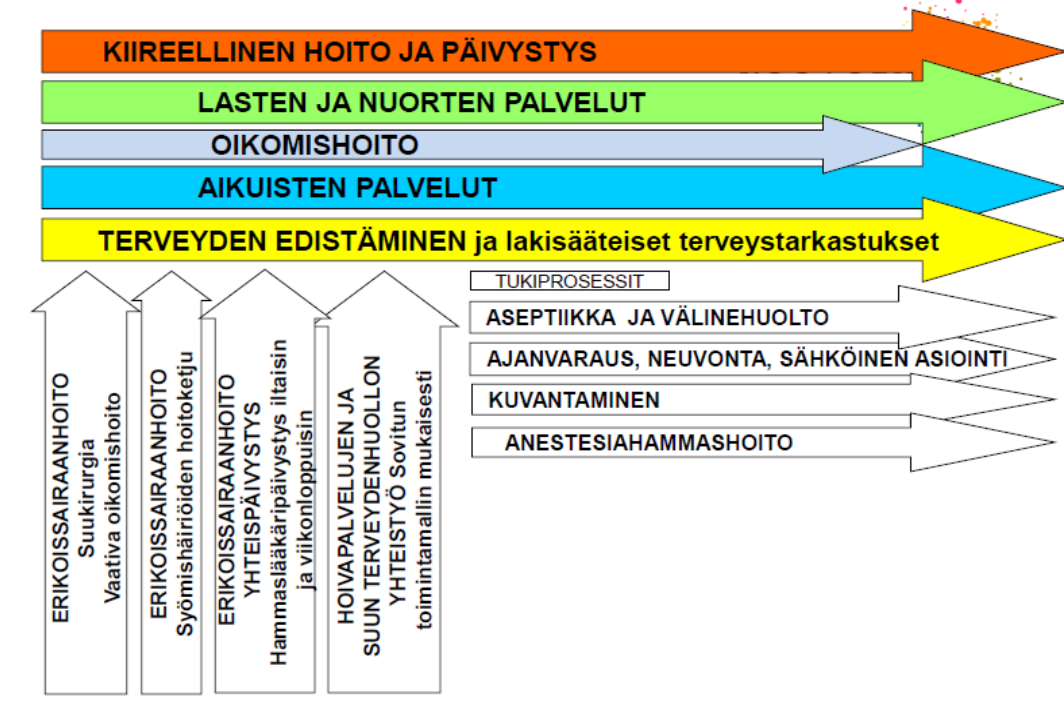 KIIREELLINEN HOITO JA PÄIVYSTYS
LASTEN JA NUORTEN PALVELUT
OIKOMISHOITO
AIKUISTEN PALVELUT
TERVEYDEN EDISTÄMINEN ja lakisääteiset terveystarkastukset
TUKIPROSESSIT
ASEPTIIKKA JA VÄLINEHUOLTO
AJANVARAUS, NEUVONTA, SÄHKÖINEN ASIOINTI
KUVANTAMINEN
ANESTESIAHAMMASHOITO
ERIKOISSAIRAANHOITO
Suukirurgia
Vaativa oikomishoito
ERIKOISSAIRAANHOITO
Syömishäiriöiden hoitoketju
ERIKOISSAIRAANHOITO
YHTEISPÄIVYSTYS
Hammaslääkäripäivystys iltaisin
ja viikonloppuisin
HOIVAPALVELUJEN JA
SUUN TERVEYDENHUOLLON
YHTEISTYÖ Sovitun
toimintamallin mukaisesti